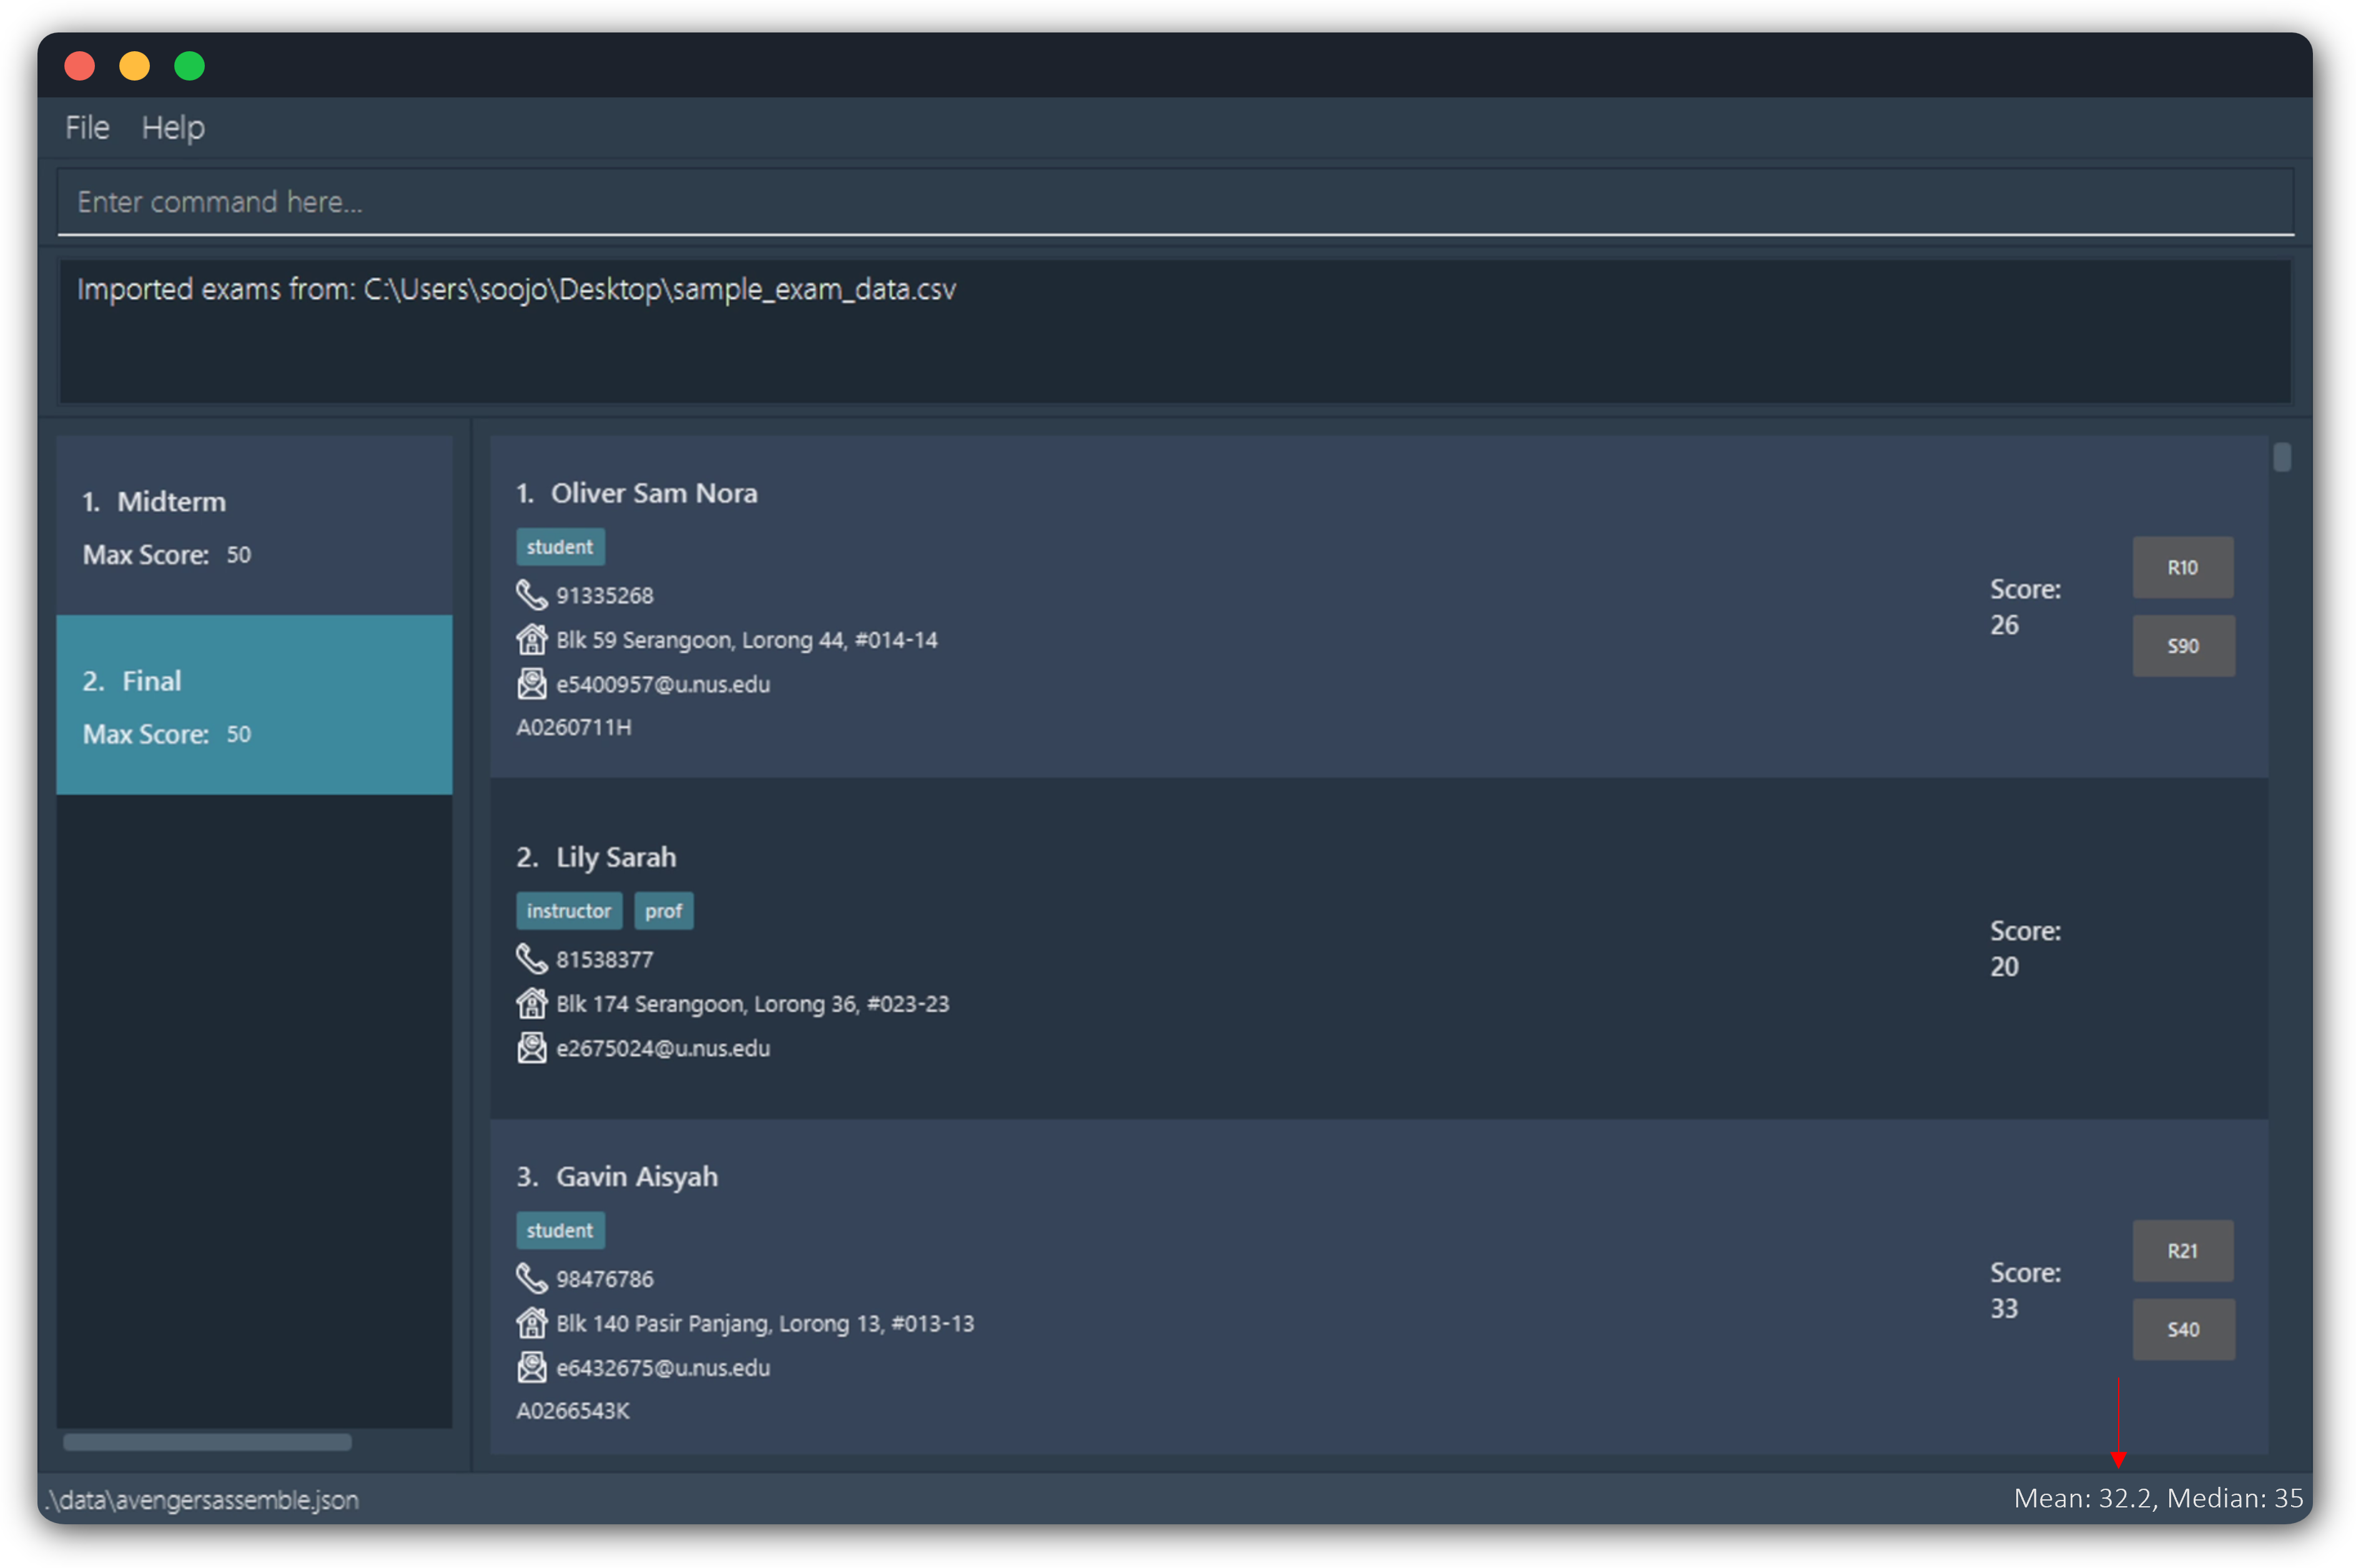 File Help
Enter command here...
Imported exams from: C:\Users\soojo\Desktop\sample_exam_data.csv
1. Midterm
Max Score: 50
2. Final
Max Score: 50
1. Oliver Sam Nora
student
91335268
Blk 59 Serangoon, Lorong 44, #014-14
e5400957@u.nus.edu
A0260711H
Score:
26
R10
S90
2. Lily Sarah
instructor prof
81538377
Blk 174 Serangoon, Lorong 36, #023-23
e2675024@u.nus.edu
Score:
20
3. Gavin Aisyah
student
98476786
Blk 140 Pasir Panjang, Lorong 13, #013-13
e6432675@u.nus.edu
A0266543K
Score:
33
R21
S40
.\data\avengersassemble.json
Mean: 32.2, Median: 35